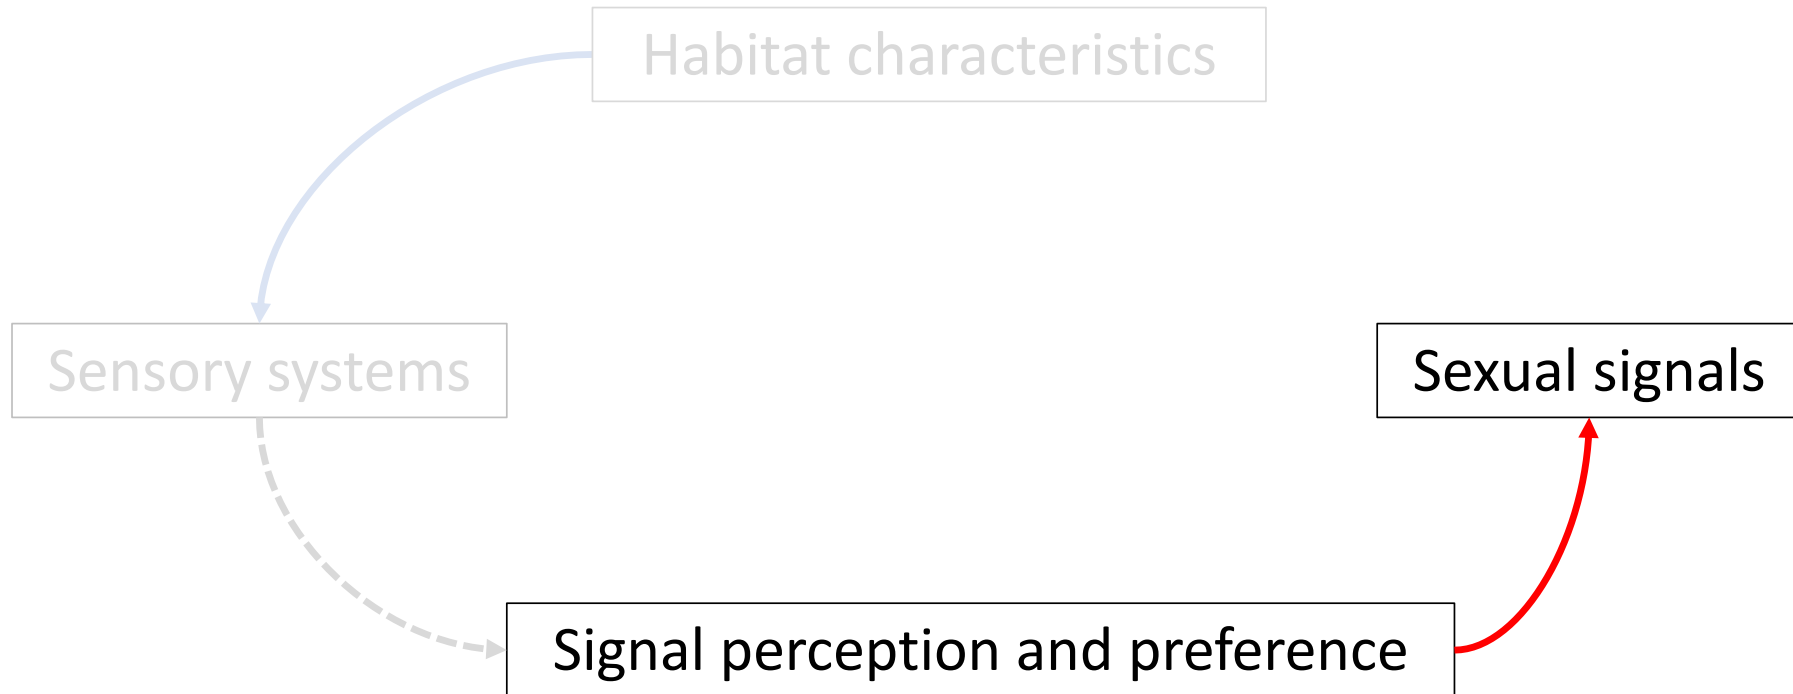 Habitat characteristics
Sensory systems
Sexual signals
Signal perception and preference